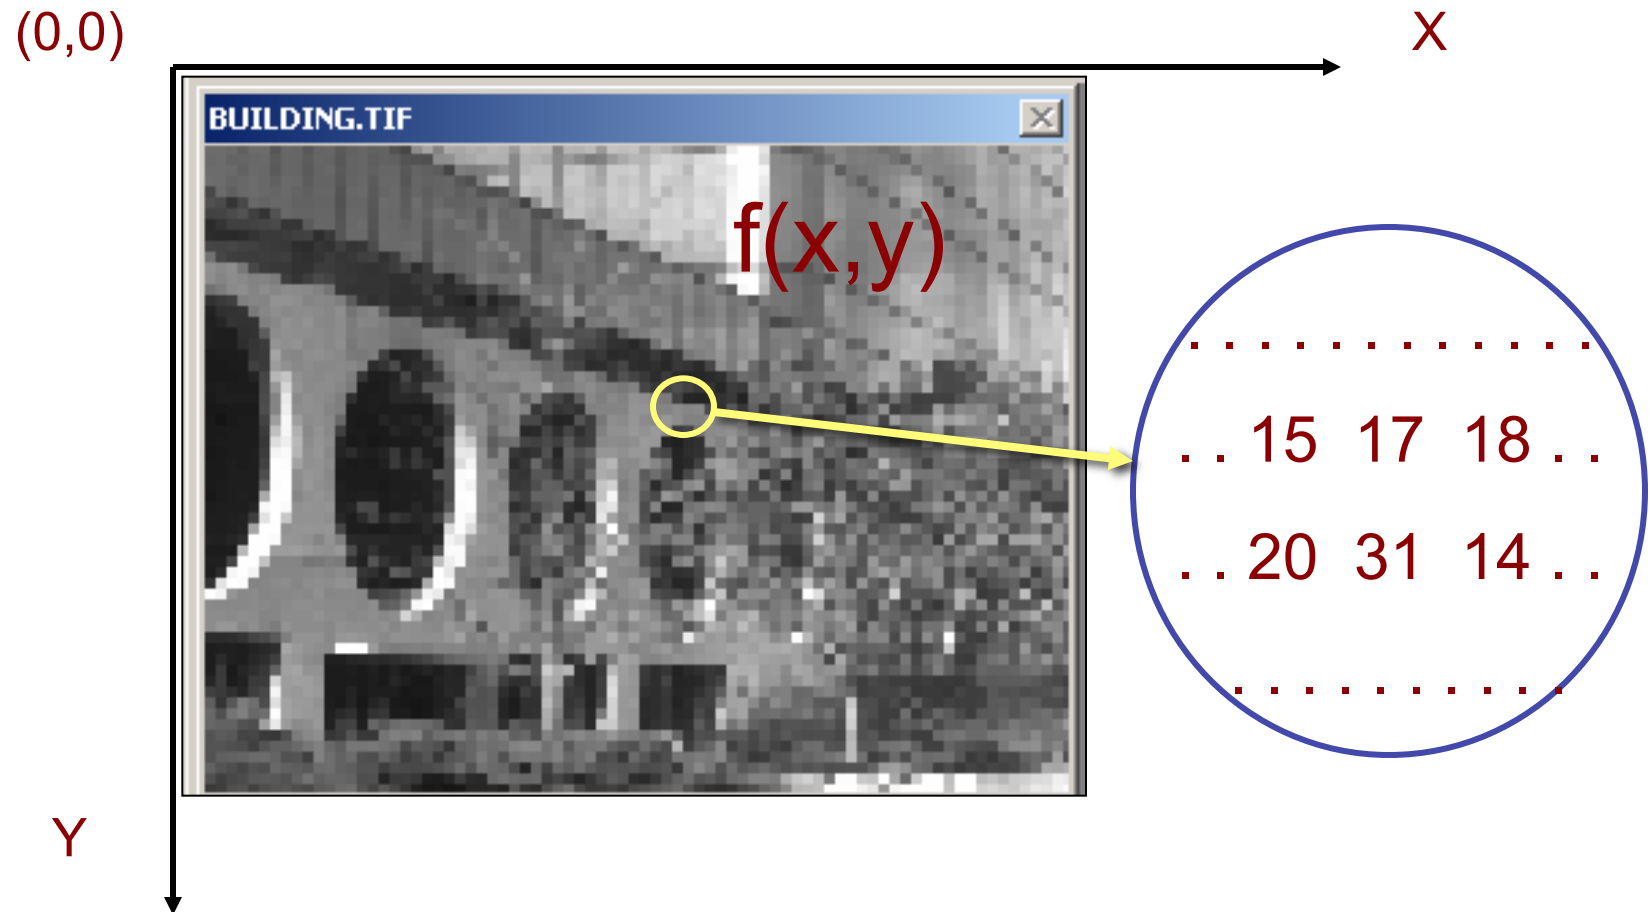 (0,0)
X
BUILDING.TIF
f(x,y)
. . . . . . . . . . . .
. . 15 17 18 . .
. . 20 31 14 . .
. . . . . . . . . .
Y